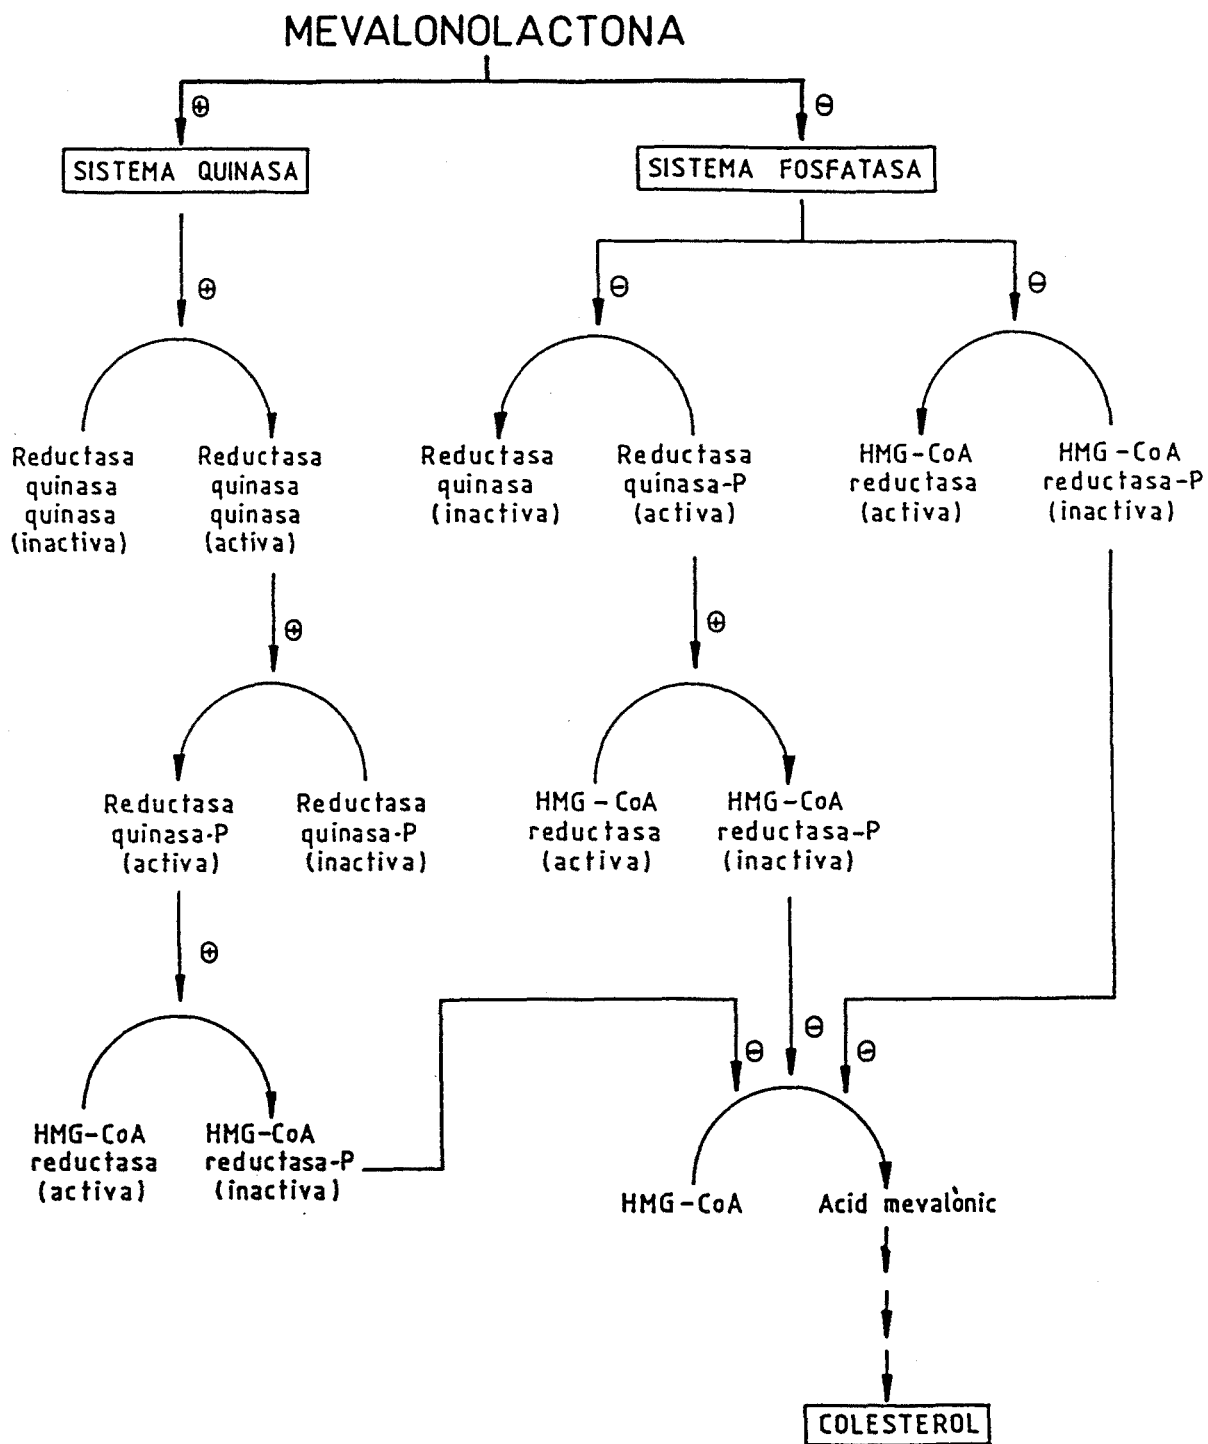 MEVALONOLACTONA
⊕
⊖
SISTEMA QUINASA
SISTEMA FOSFATASA
⊕
⊖
⊖
Reductasa
quinasa
quinasa
(inactiva)
Reductasa
quinasa
quinasa
(activa)
Reductasa
quinasa
(inactiva)
Reductasa
quinasa-P
(activa)
HMG-CoA
reductasa
(activa)
HMG-CoA
reductasa-P
(inactiva)
⊕
⊕
Reductasa
quinasa-P
(activa)
Reductasa
quinasa-P
(inactiva)
HMG-CoA
reductasa
(activa)
HMG-CoA
reductasa-P
(inactiva)
⊕
⊖
⊖
⊖
HMG-CoA
reductasa
(activa)
HMG-CoA
reductasa-P
(inactiva)
HMG-CoA
Acid mevalònic
COLESTEROL